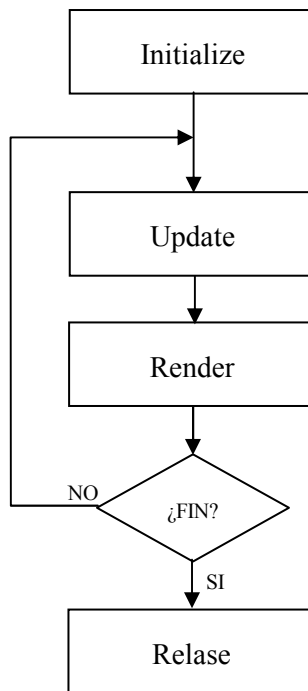 Initialize
Update
Render
NO
¿FIN?
SI
Relase